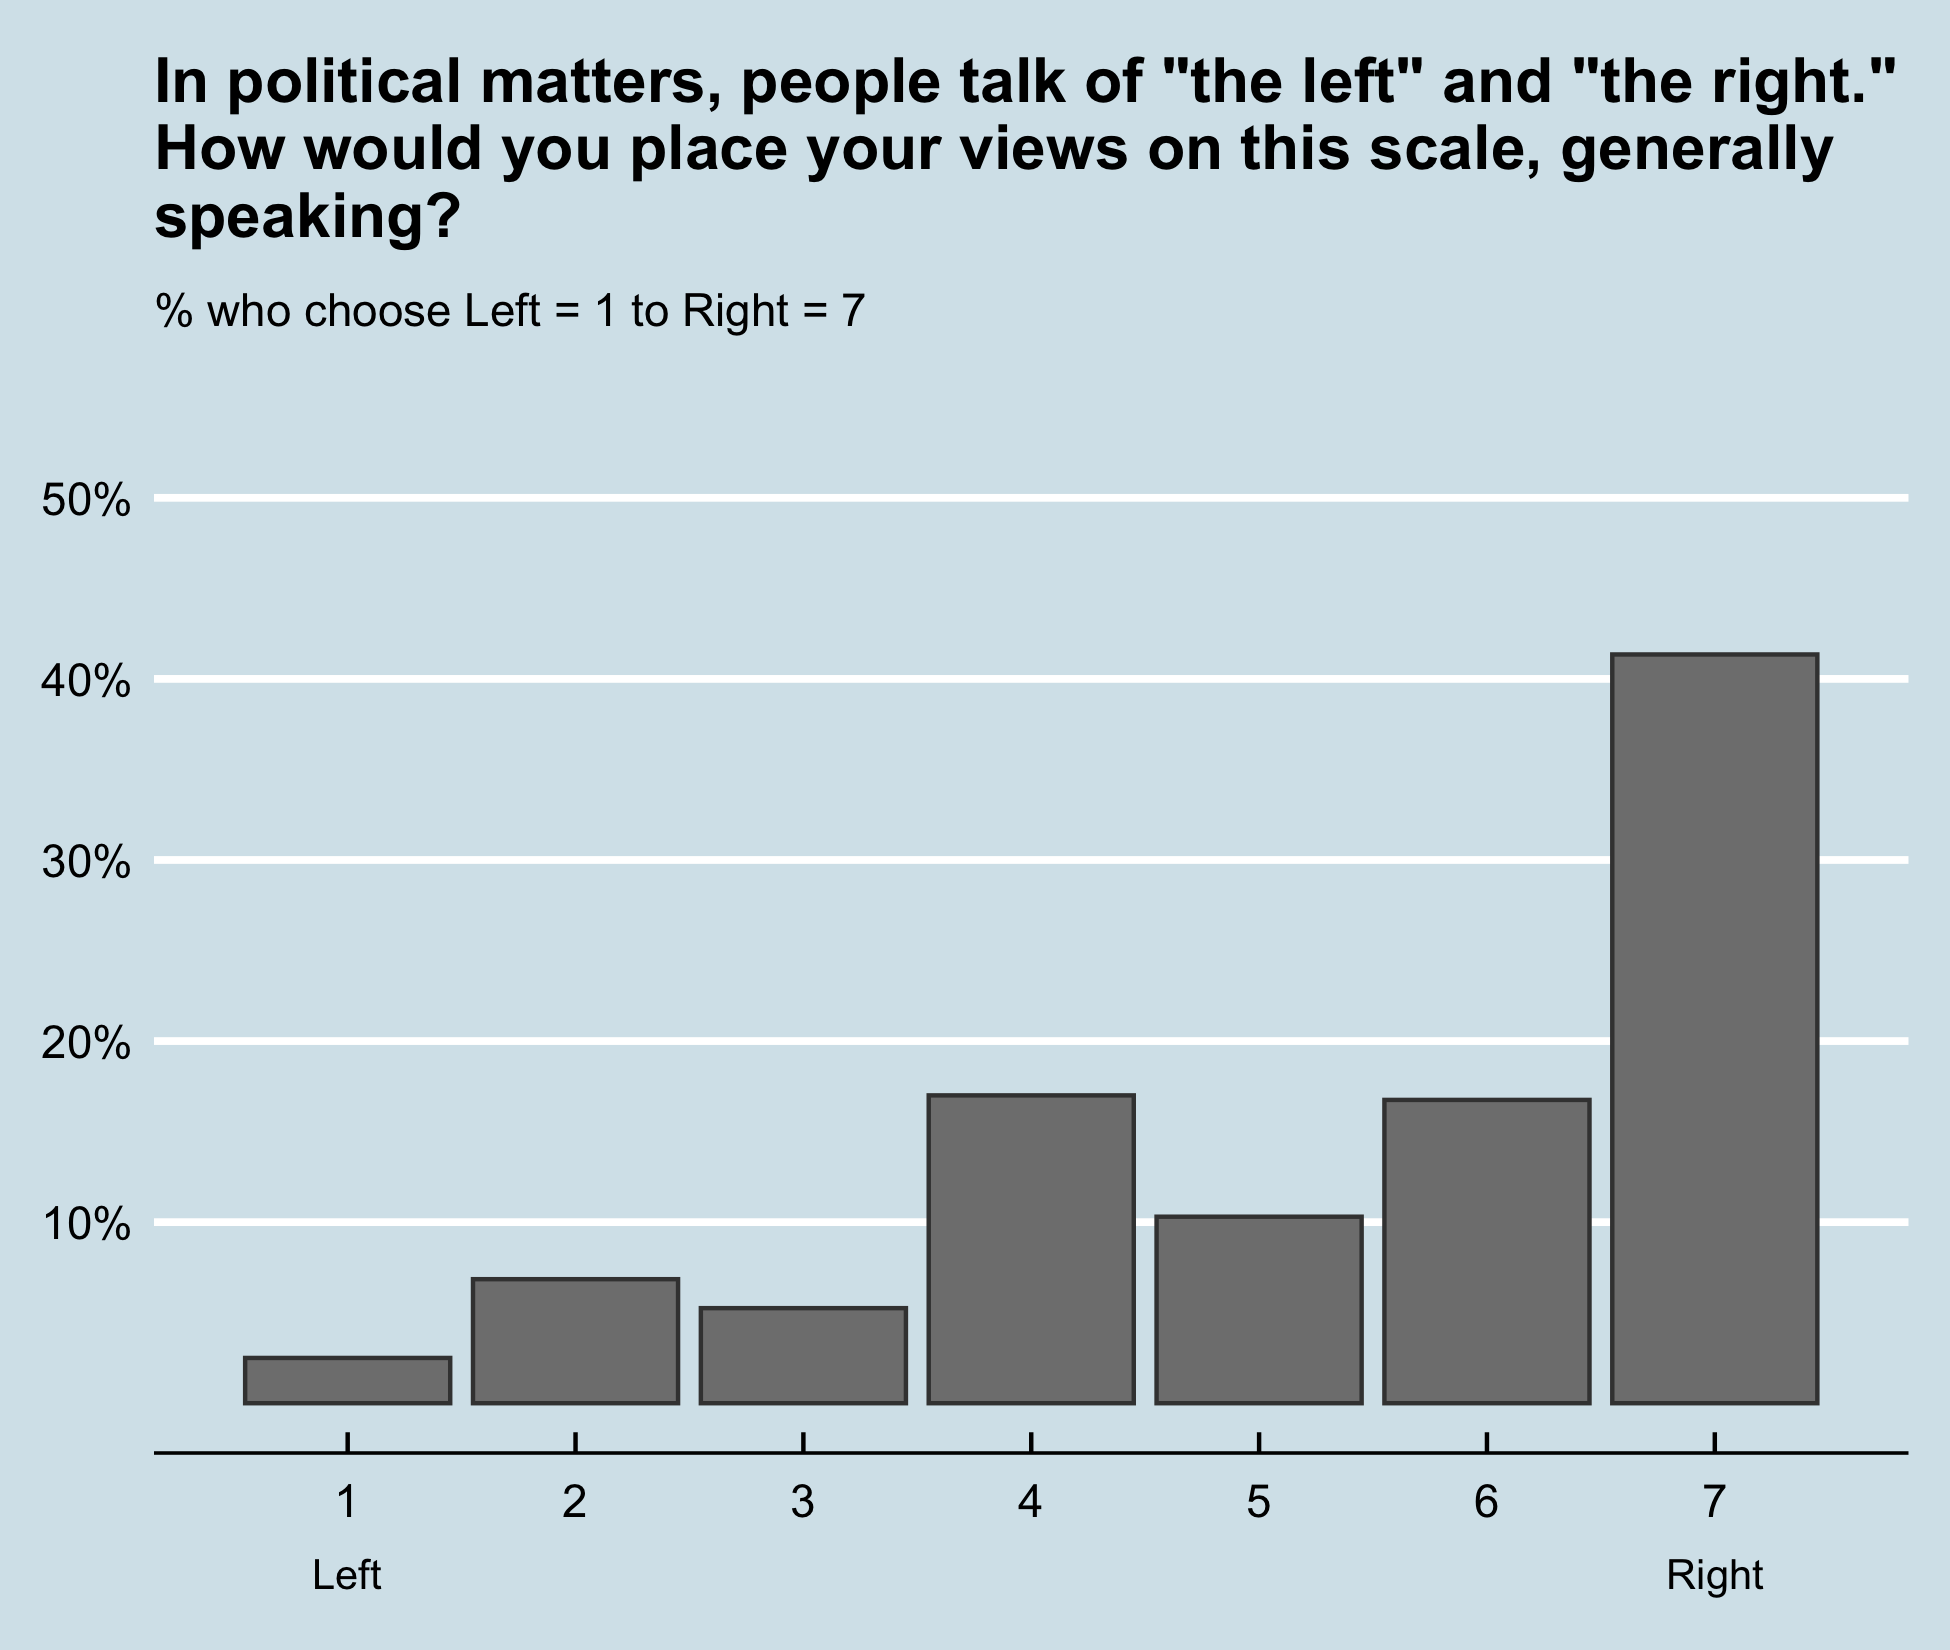 In political matters, people talk of "the left" and "the right."
How would you place your views on this scale, generally
speaking?
% who choose Left = 1 to Right = 7
50%
40%
30%
20%
10%
1 2 3 4 5 6 7
Left Right